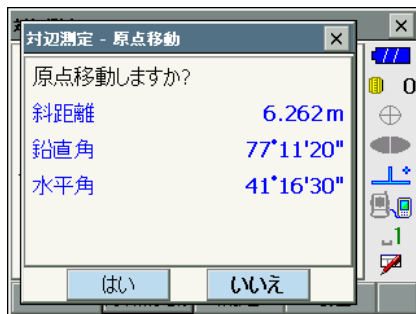 対辺測定 - 原点移動
原点移動しますか?
斜距離 6.262m
鉛直角 77°11'20"
水平角 41°16'30"
はい いいえ
0
1